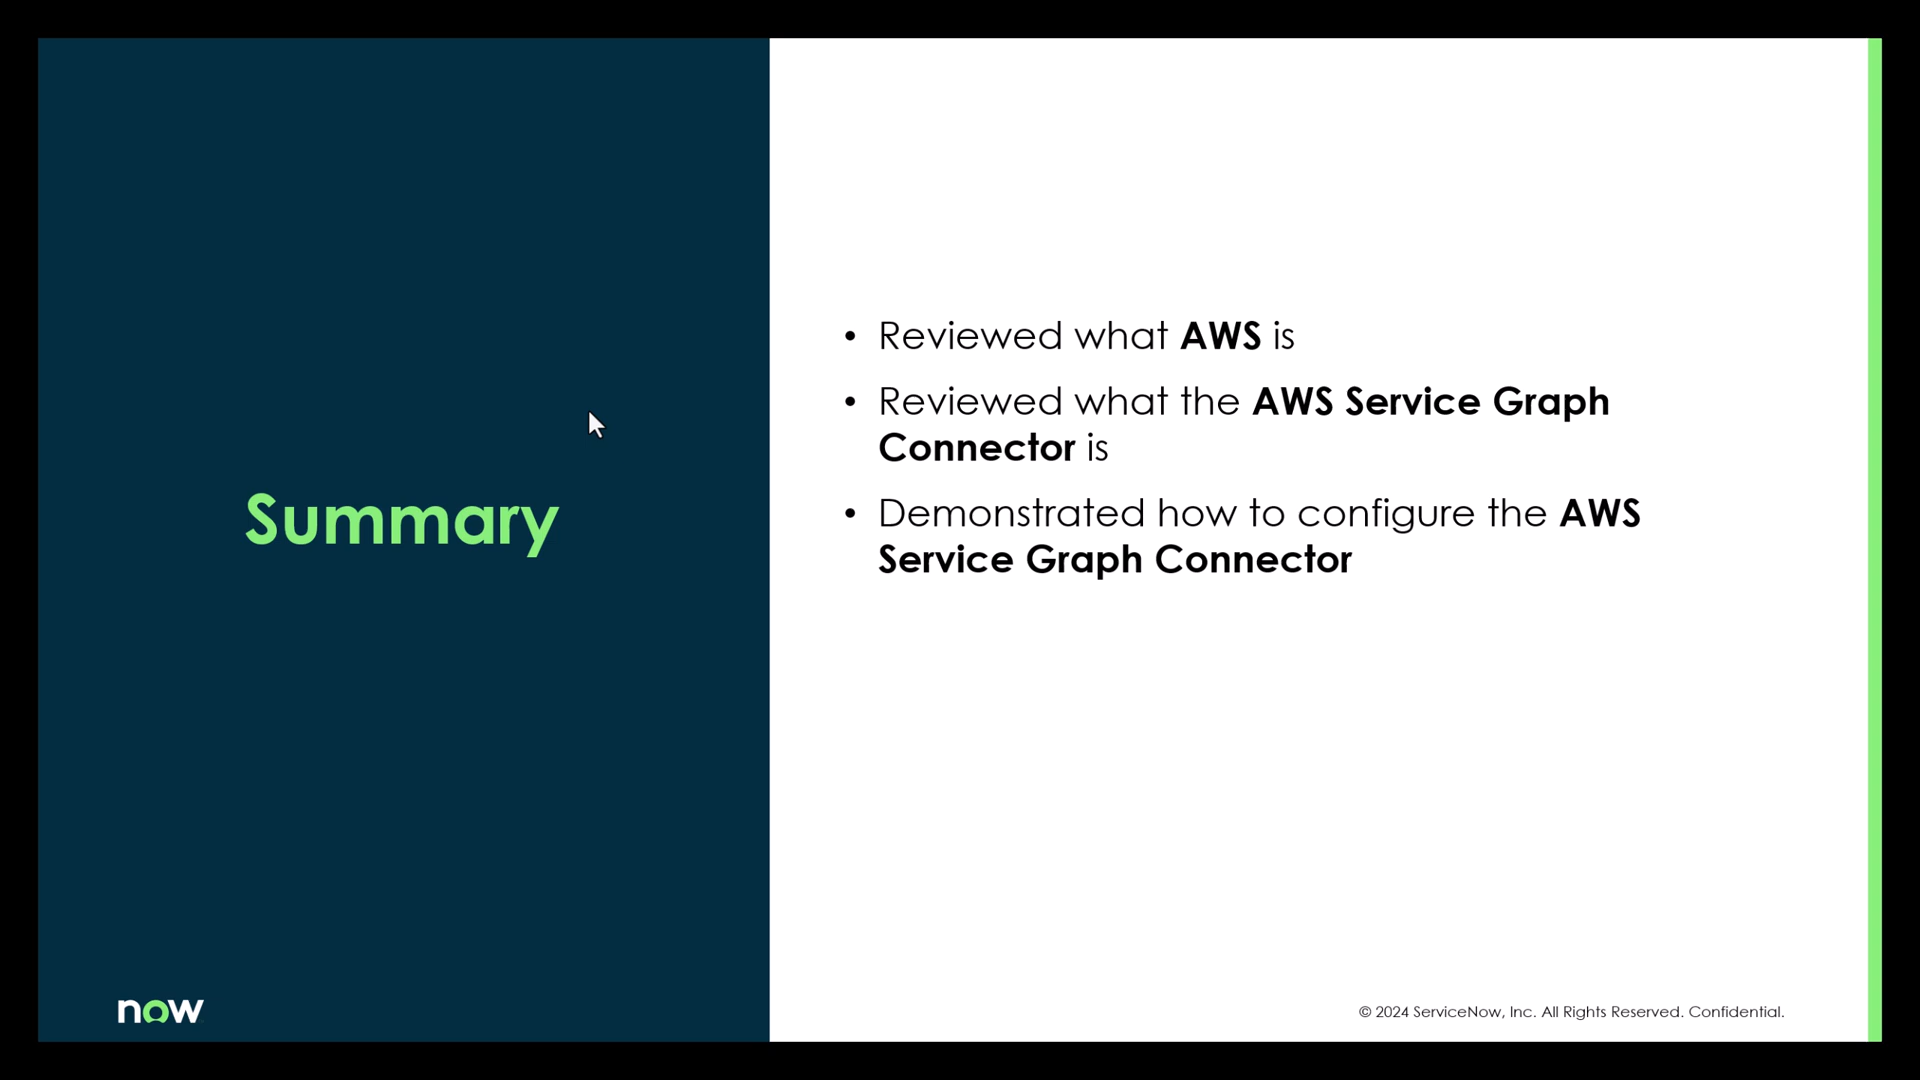 Summary
• Reviewed what AWS is
• Reviewed what the AWS Service Graph
Connector is
• Demonstrated how to configure the AWS
Service Graph Connector
now
© 2024 ServiceNow, Inc. All Rights Reserved. Confidential.